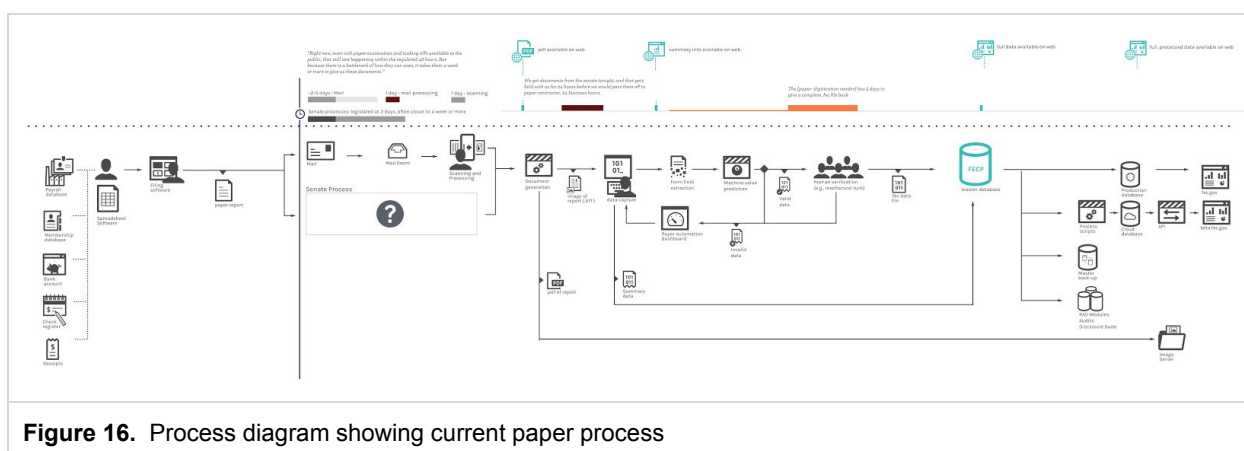 "Right now, even with paper automation and making tiffs available to the
public, that still isn't happening within the regulated 48 hours. But
because there is a bottleneck of how they can scan, it takes them a week
or more to give us these documents."
~2-5 days - Mail
1 day - mail processing
1 day - scanning
Senate processes: legislated at 2 days, often closer to a week or more
.pdf available on web
summary info available on web
full data available on web
full, processed data available on web
We get documents from the senate tonight, and that gets
held with us for 24 hours before we would pass them off to
paper contractor. 24 business hours.
The [paper digitization vendor] has 5 days to
give a complete .fec file back
Payroll
database
Membership
database
Bank
account
Check
register
Receipts
Spreadsheet
Software
Filing
software
paper report
Mail
Mail Room
Scanning and
Processing
Senate Process
?
Document
generation
image of
report (.tiff)
101
01_
data capture
Form field
extraction
Machine value
prediction
Valid
data
Human verification
(e.g., mechanical turk)
.fec data
file
FECP
master database
Paper automation
dashboard
Invalid
data
PDF
.pdf of report
101
011
Summary
data
Production
database
fec.gov
Process
scripts
Cloud
database
API
beta.fec.gov
Master
back-up
RAD Modules
Audits
Disclosure Suite
Image
Server
Figure 16. Process diagram showing current paper process